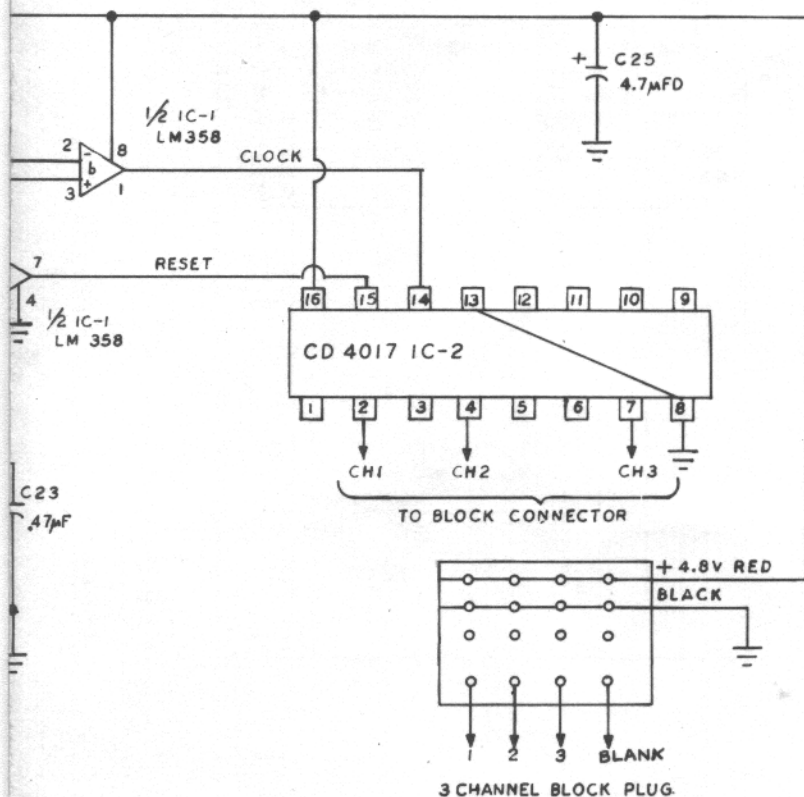 C25
4.7µFD
½ IC-1
LM358
2
8
-
b
+
3
1
CLOCK
7
RESET
4
½ IC-1
LM 358
16 15 14 13 12 11 10 9
CD 4017 IC-2
1 2 3 4 5 6 7 8
CH1 CH2 CH3
TO BLOCK CONNECTOR
C23
.47µF
+ 4.8V RED
BLACK
1 2 3 BLANK
3 CHANNEL BLOCK PLUG